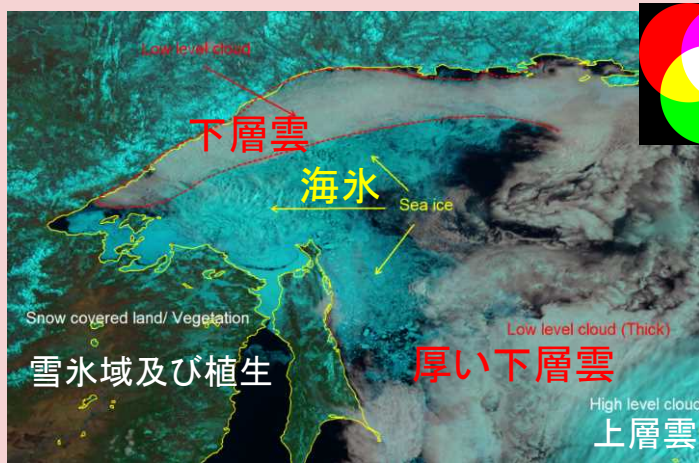 Low level cloud
下層雲
海氷
Sea ice
Snow covered land/ Vegetation
雪氷域及び植生
Low level cloud (Thick)
厚い下層雲
High level cloud
上層雲